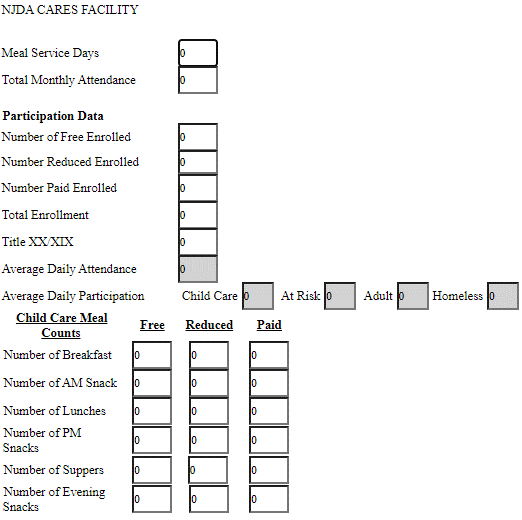 NJDA CARES FACILITY
Meal Service Days 0
Total Monthly Attendance 0
Participation Data
Number of Free Enrolled 0
Number Reduced Enrolled 0
Number Paid Enrolled 0
Total Enrollment 0
Title XX/XIX 0
Average Daily Attendance 0
Average Daily Participation Child Care 0 At Risk 0 Adult 0 Homeless 0
Child Care Meal
Counts Free Reduced Paid
Number of Breakfast 0 0 0
Number of AM Snack 0 0 0
Number of Lunches 0 0 0
Number of PM
Snacks 0 0 0
Number of Suppers 0 0 0
Number of Evening
Snacks 0 0 0